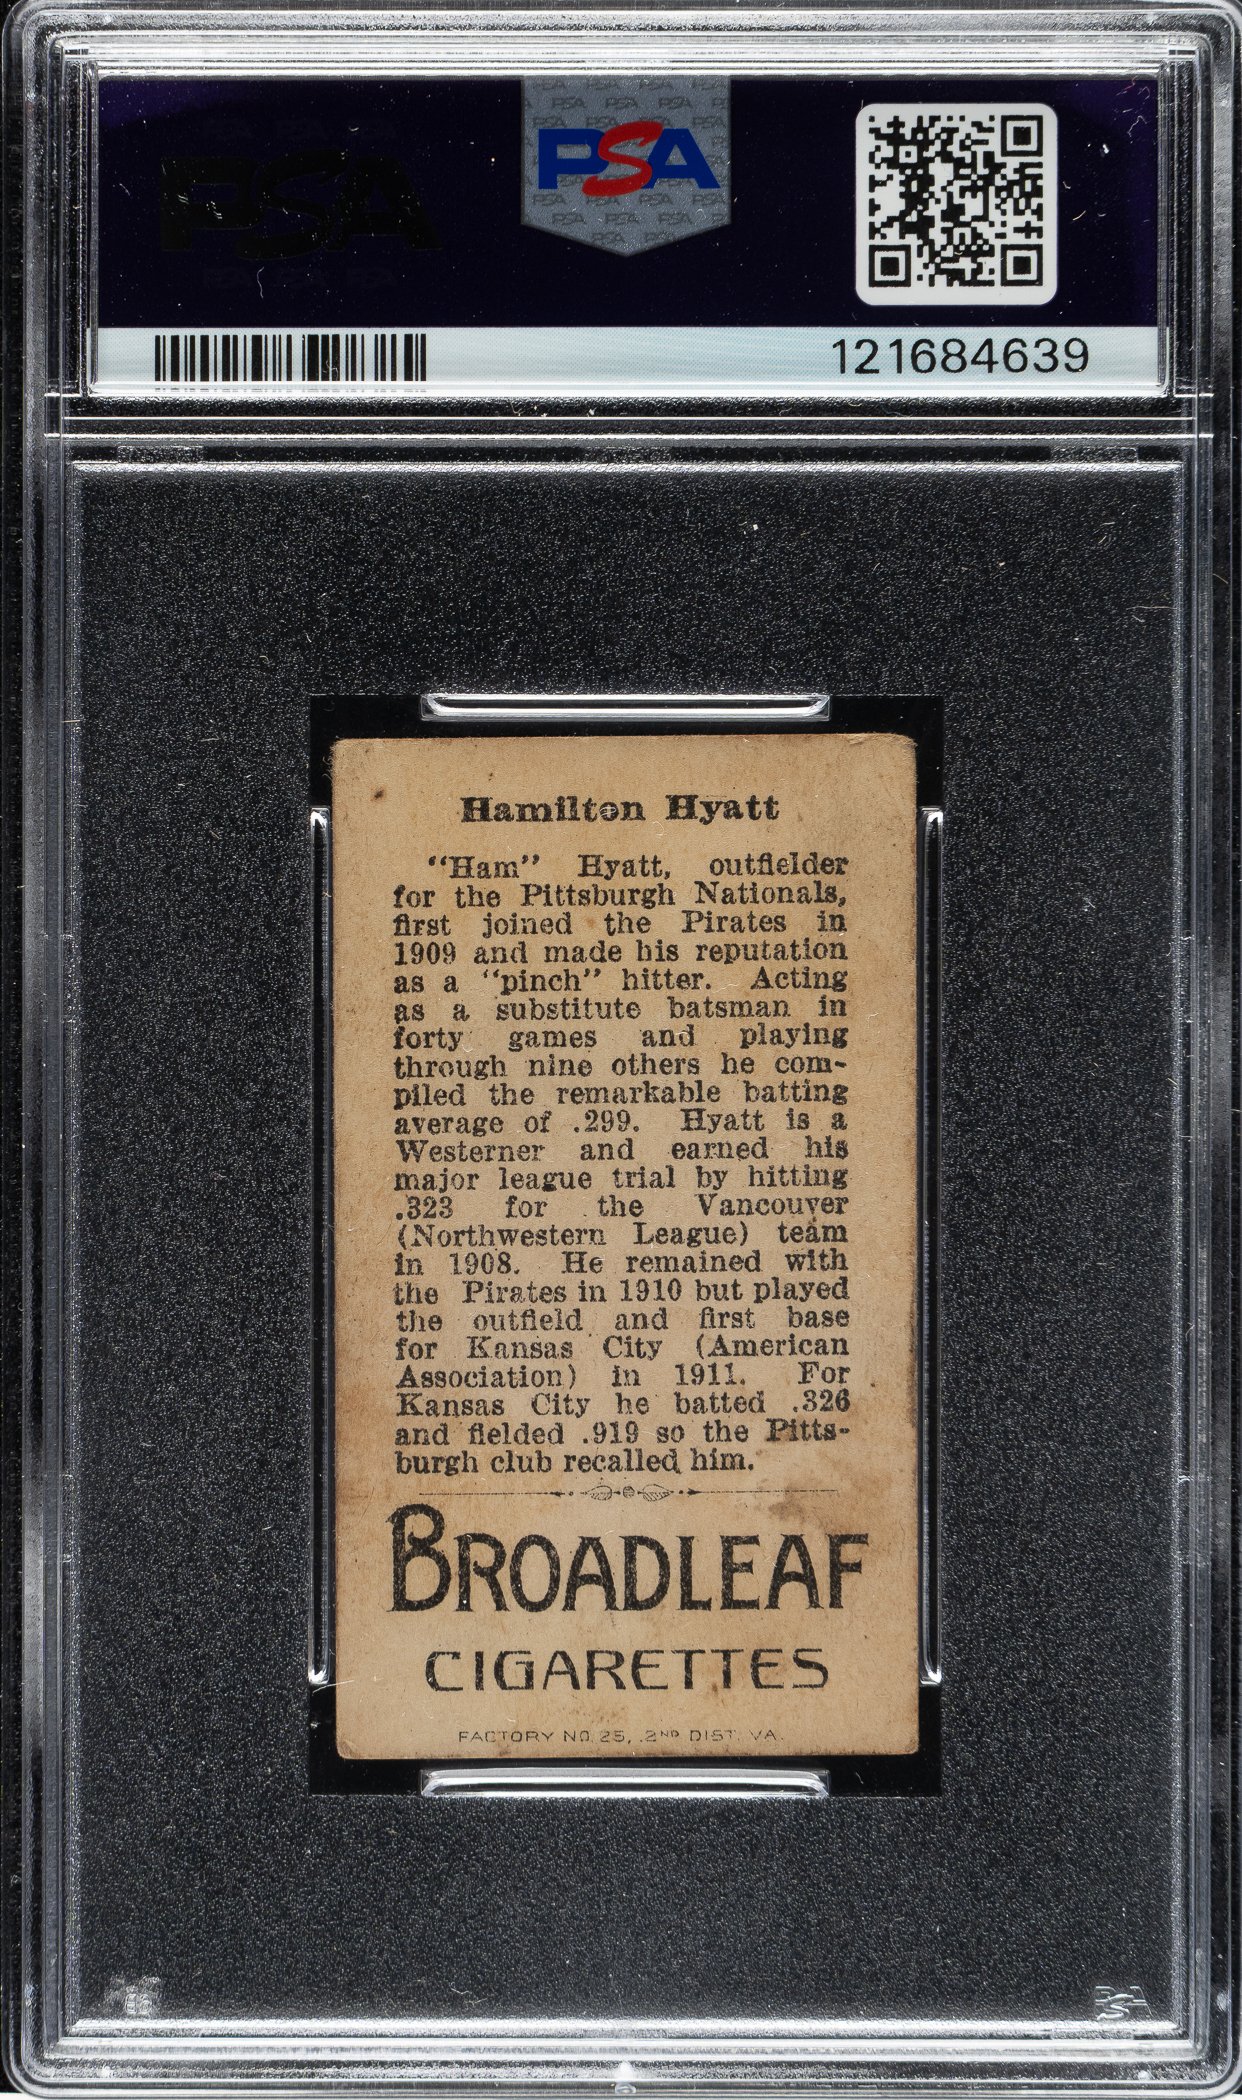 PSA
PSA
121684639
Hamilton Hyatt
"Ham" Hyatt, outfielder
for the Pittsburgh Nationals,
first joined the Pirates in
1909 and made his reputation
as a "pinch" hitter. Acting
as a substitute batsman in
forty games and playing
through nine others he com-
piled the remarkable batting
average of .299. Hyatt is a
Westerner and earned his
major league trial by hitting
.323 for the Vancouver
(Northwestern League) team
in 1908. He remained with
the Pirates in 1910 but played
the outfield and first base
for Kansas City (American
Association) in 1911. For
Kansas City he batted .326
and fielded .919 so the Pitts-
burgh club recalled him.
BROADLEAF
CIGARETTES
FACTORY NO. 25, 2ND DIST. VA.